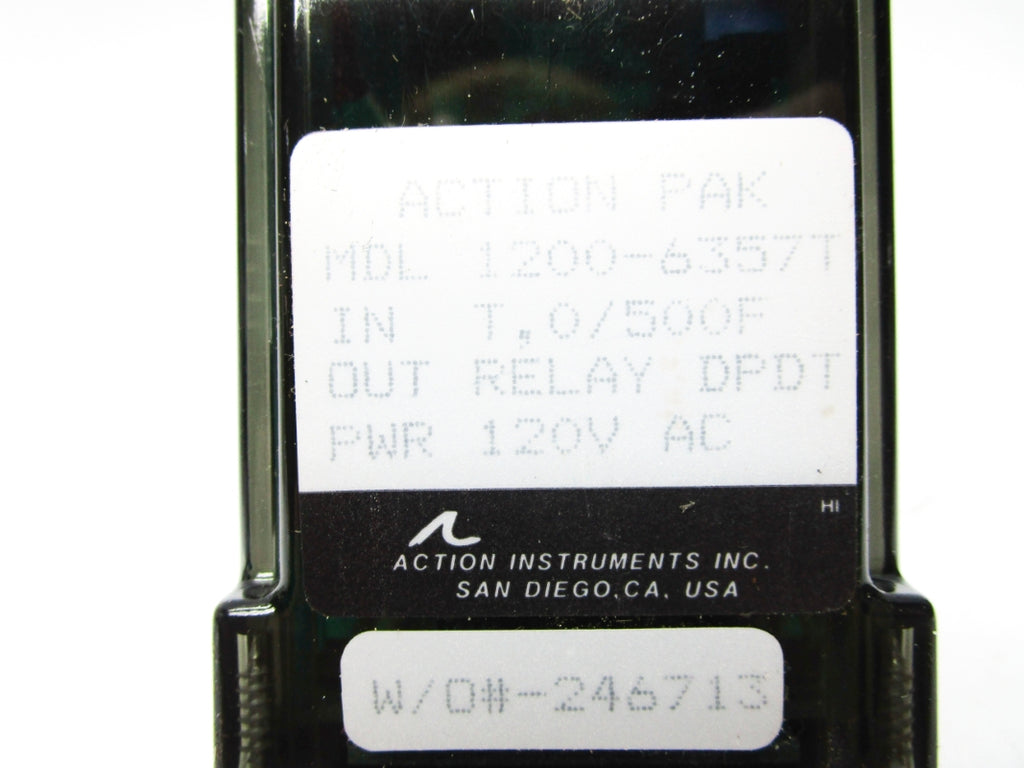 ACTION PAK
MDL 1200-6357T
IN T,0/500F
OUT RELAY DPDT
PWR 120V AC
HI
ACTION INSTRUMENTS INC.
SAN DIEGO, CA, USA
W/O#-246713